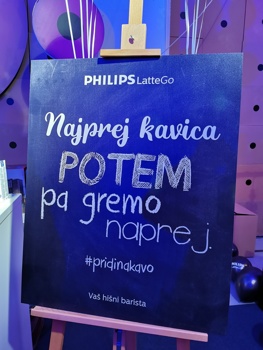 PHILIPS LatteGo
Najprej kavica
POTEM
pa gremo
naprej.
#pridinakavo
Vaš hišni barista